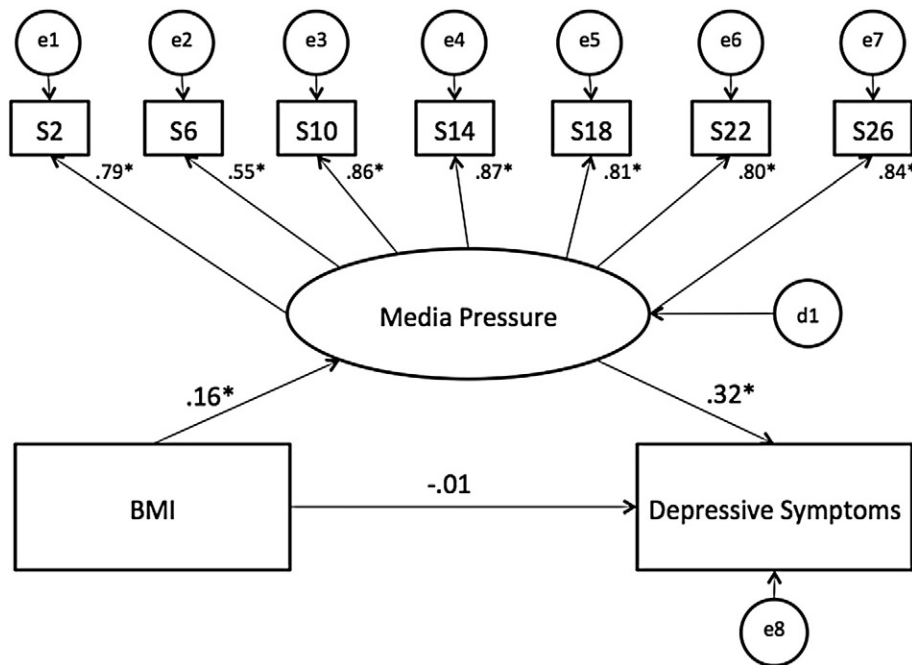 e1 e2 e3 e4 e5 e6 e7
S2 S6 S10 S14 S18 S22 S26
.79* .55* .86* .87* .81* .80* .84*
Media Pressure
d1
.16* .32*
-.01
BMI Depressive Symptoms
e8